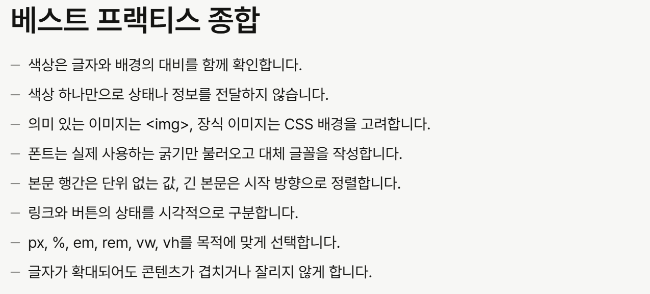 베스트 프랙티스 종합
– 색상은 글자와 배경의 대비를 함께 확인합니다.
– 색상 하나만으로 상태나 정보를 전달하지 않습니다.
– 의미 있는 이미지는 <img>, 장식 이미지는 CSS 배경을 고려합니다.
– 폰트는 실제 사용하는 굵기만 불러오고 대체 글꼴을 작성합니다.
– 본문 행간은 단위 없는 값, 긴 본문은 시작 방향으로 정렬합니다.
– 링크와 버튼의 상태를 시각적으로 구분합니다.
– px, %, em, rem, vw, vh를 목적에 맞게 선택합니다.
– 글자가 확대되어도 콘텐츠가 겹치거나 잘리지 않게 합니다.